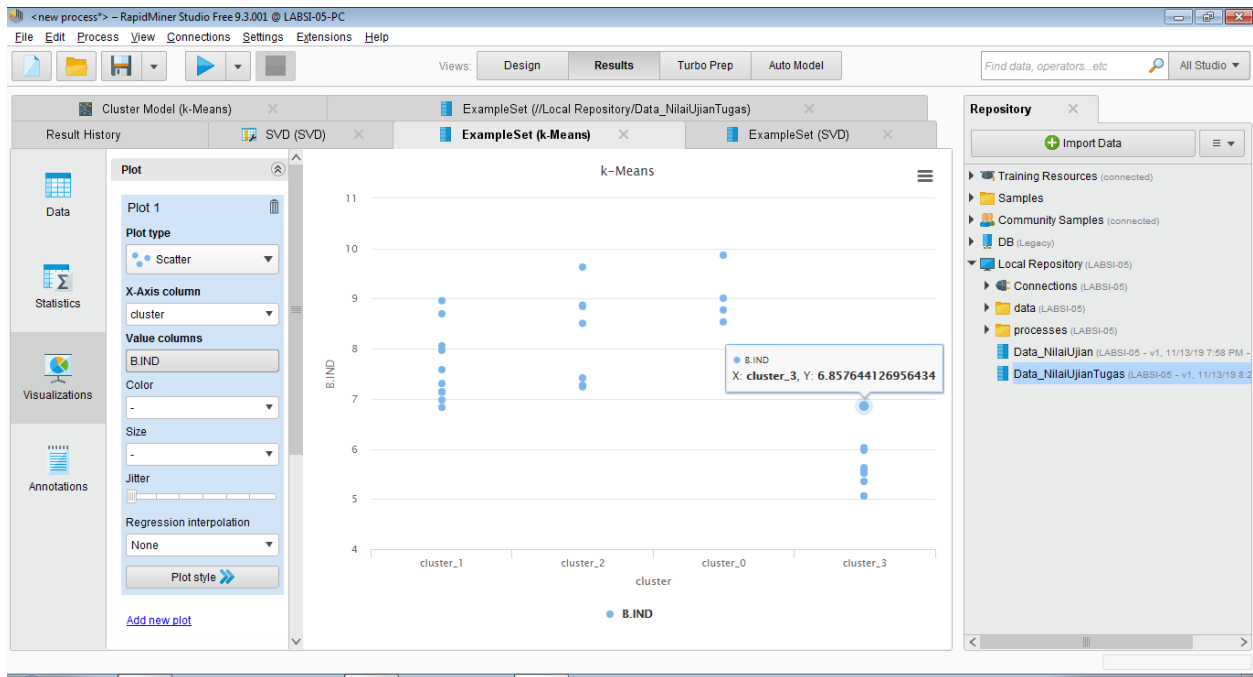 <new process*> – RapidMiner Studio Free 9.3.001 @ LABSI-05-PC
File Edit Process View Connections Settings Extensions Help
Views: Design Results Turbo Prep Auto Model
Find data, operators...etc
All Studio
Cluster Model (k-Means)
ExampleSet (//Local Repository/Data_NilaiUjianTugas)
Result History
SVD (SVD)
ExampleSet (k-Means)
ExampleSet (SVD)
Data
Statistics
Visualizations
Annotations
Plot
Plot 1
Plot type
Scatter
X-Axis column
cluster
Value columns
B.IND
Color
-
Size
-
Jitter
Regression interpolation
None
Plot style
Add new plot
k-Means
11
10
9
8
7
6
5
4
B.IND
B.IND
X: cluster_3, Y: 6.857644126956434
cluster_1 cluster_2 cluster_0 cluster_3
cluster
B.IND
Repository
Import Data
Training Resources (connected)
Samples
Community Samples (connected)
DB (Legacy)
Local Repository (LABSI-05)
Connections (LABSI-05)
data (LABSI-05)
processes (LABSI-05)
Data_NilaiUjian (LABSI-05 - v1, 11/13/19 7:58 PM -
Data_NilaiUjianTugas (LABSI-05 - v1, 11/13/19 8:2